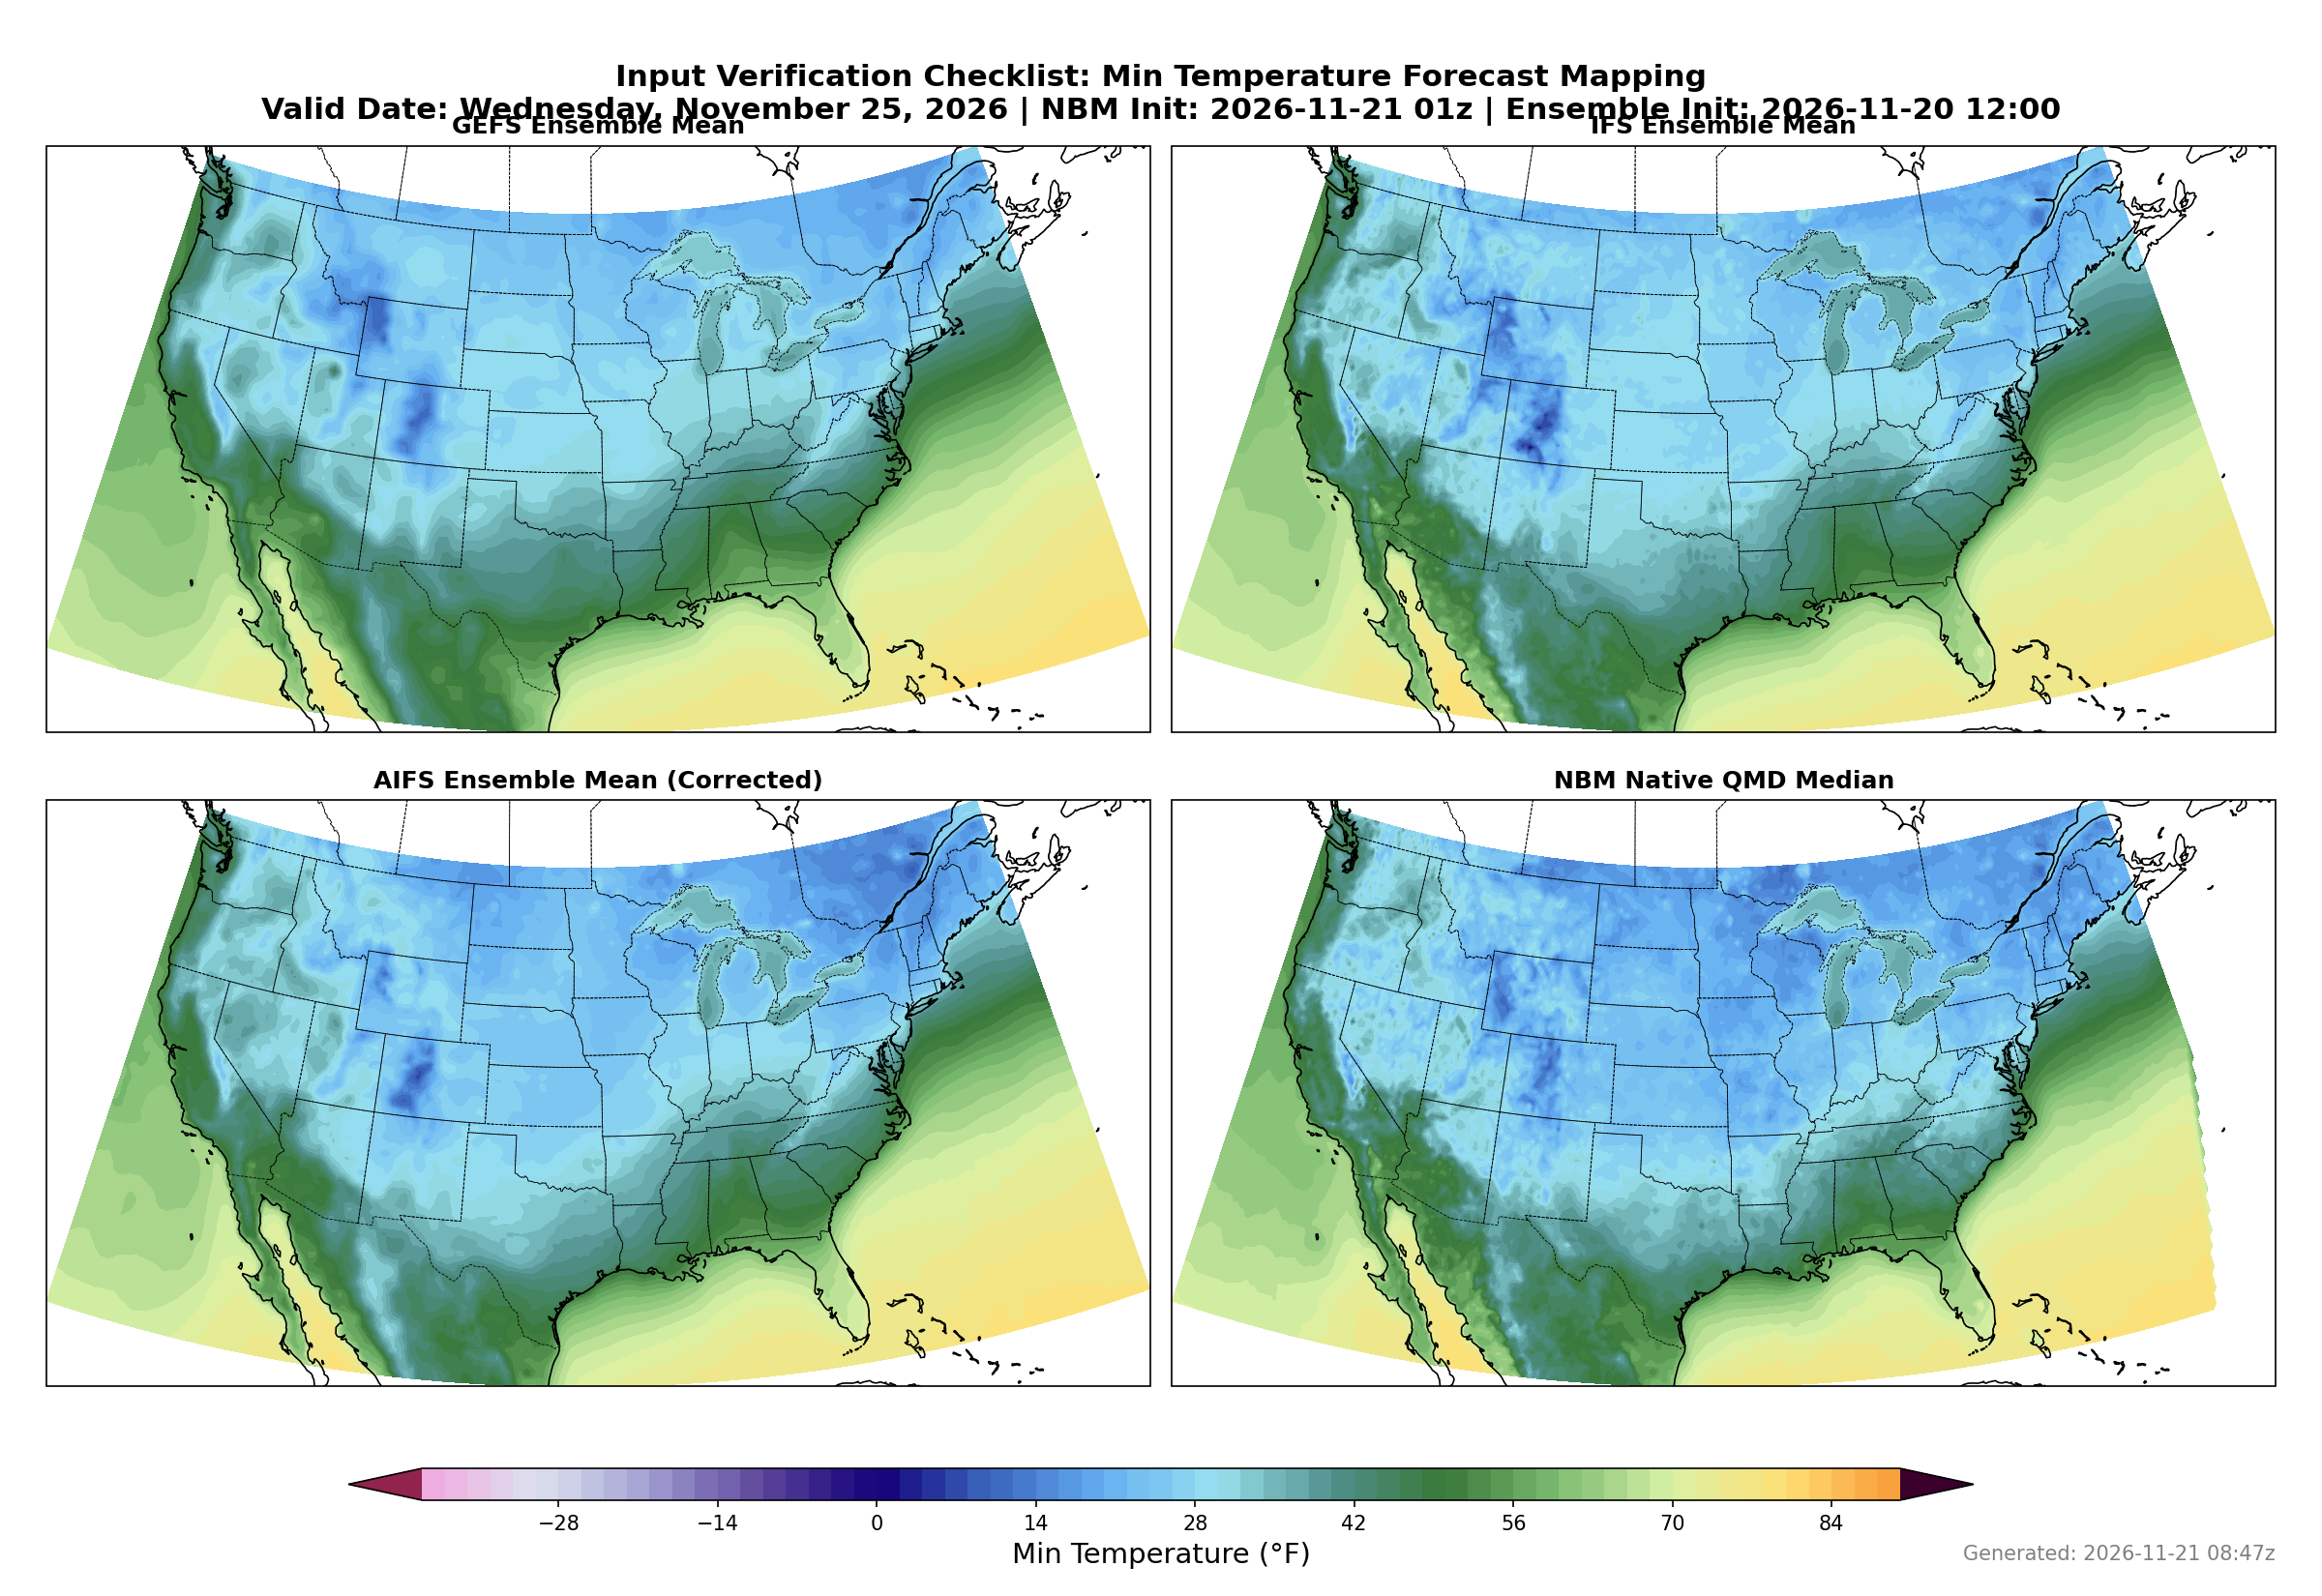 Input Verification Checklist: Min Temperature Forecast Mapping
Valid Date: Wednesday, November 25, 2026 | NBM Init: 2026-11-21 01z | Ensemble Init: 2026-11-20 12:00
GEFS Ensemble Mean
IFS Ensemble Mean
AIFS Ensemble Mean (Corrected)
NBM Native QMD Median
−28 −14 0 14 28 42 56 70 84
Min Temperature (°F)
Generated: 2026-11-21 08:47z